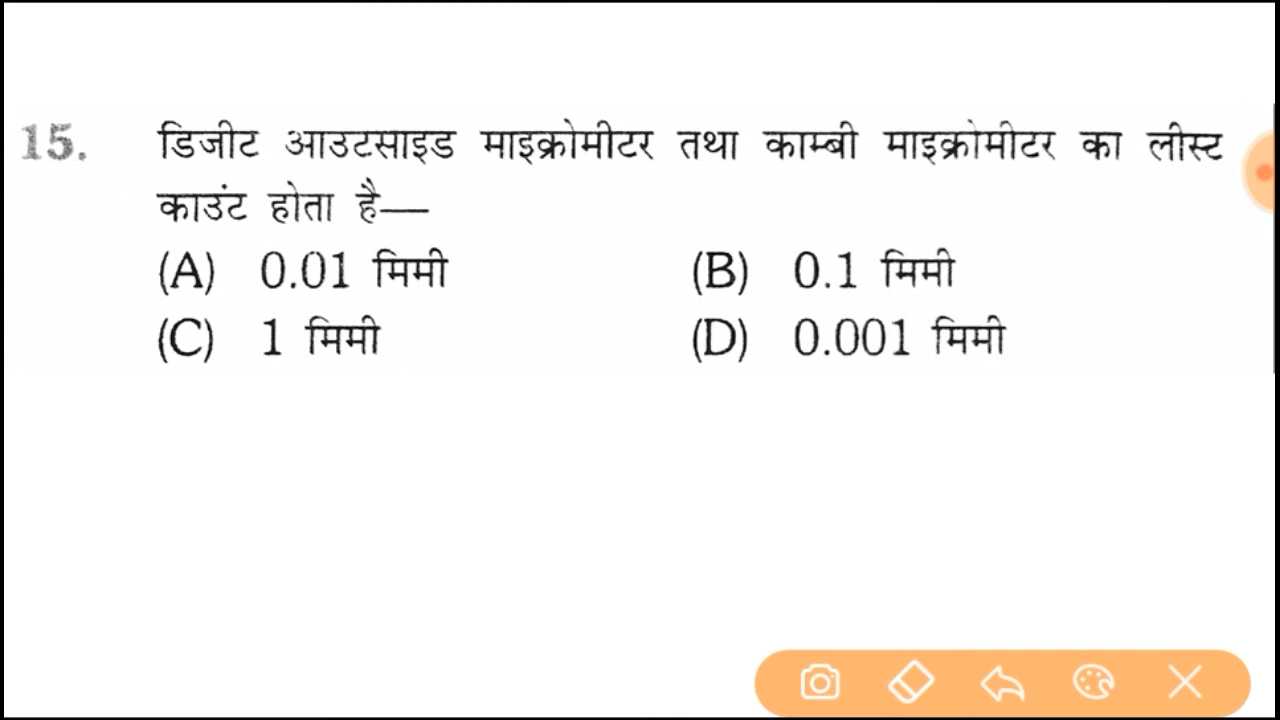 15. डिजीट आउटसाइड माइक्रोमीटर तथा काम्बी माइक्रोमीटर का लीस्ट
काउंट होता है—
(A) 0.01 मिमी (B) 0.1 मिमी
(C) 1 मिमी (D) 0.001 मिमी